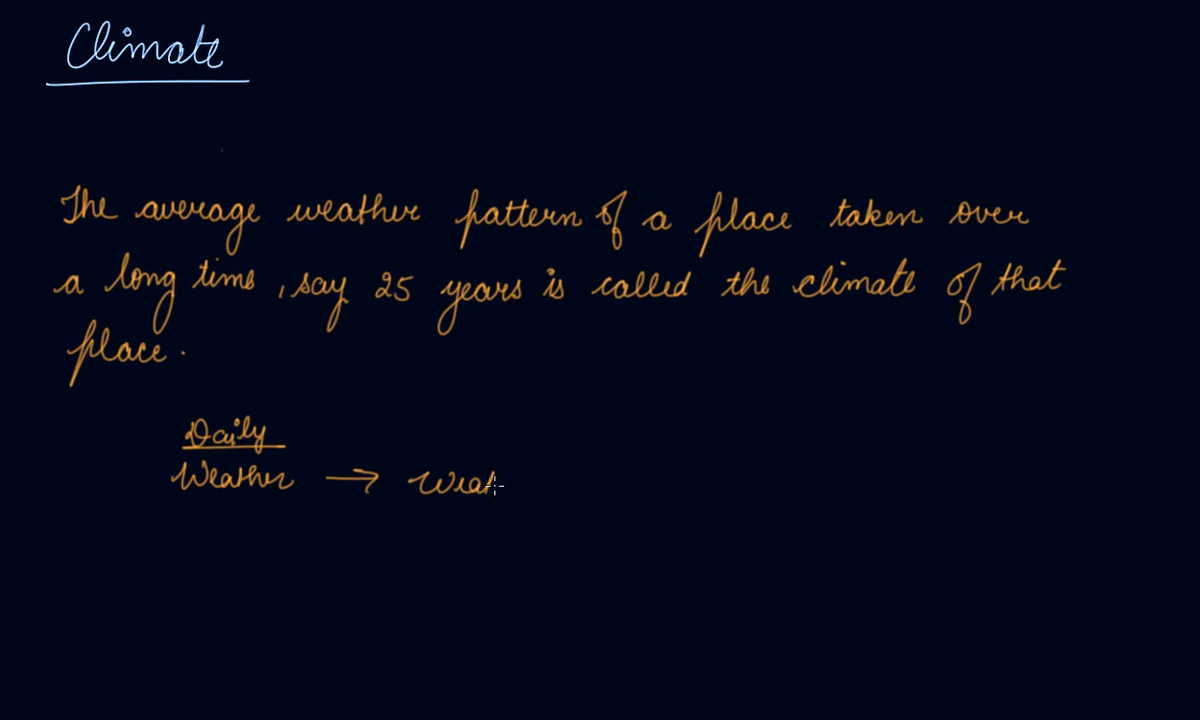 Climate
The average weather pattern of a place taken over
a long time, say 25 years is called the climate of that
place.
Daily
Weather → Weat